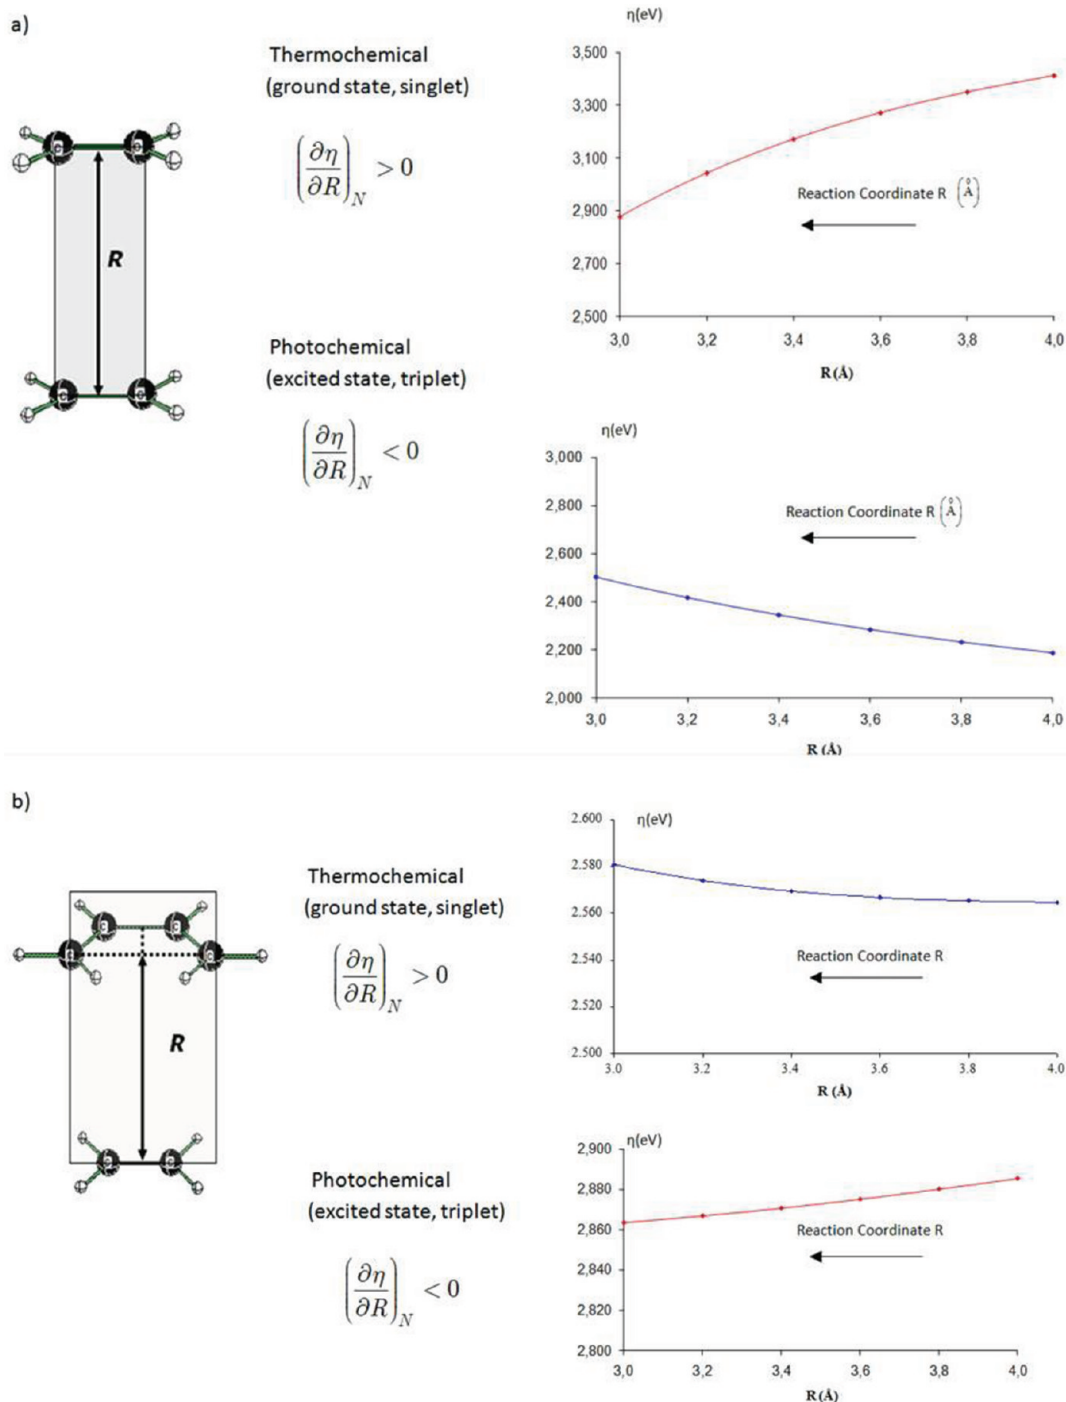 a)
Thermochemical
(ground state, singlet)
(∂η/∂R)_N > 0
R
Photochemical
(excited state, triplet)
(∂η/∂R)_N < 0
η(eV)
3,500
3,300
3,100
2,900
2,700
2,500
Reaction Coordinate R (Å)
3,0 3,2 3,4 3,6 3,8 4,0
R (Å)
η(eV)
3,000
2,800
2,600
2,400
2,200
2,000
Reaction Coordinate R (Å)
3,0 3,2 3,4 3,6 3,8 4,0
R (Å)
b)
Thermochemical
(ground state, singlet)
(∂η/∂R)_N > 0
R
Photochemical
(excited state, triplet)
(∂η/∂R)_N < 0
η(eV)
2.600
2.580
2.560
2.540
2.520
2.500
Reaction Coordinate R
3.0 3.2 3.4 3.6 3.8 4.0
R (Å)
η(eV)
2,900
2,880
2,860
2,840
2,820
2,800
Reaction Coordinate R
3,0 3,2 3,4 3,6 3,8 4,0
R (Å)